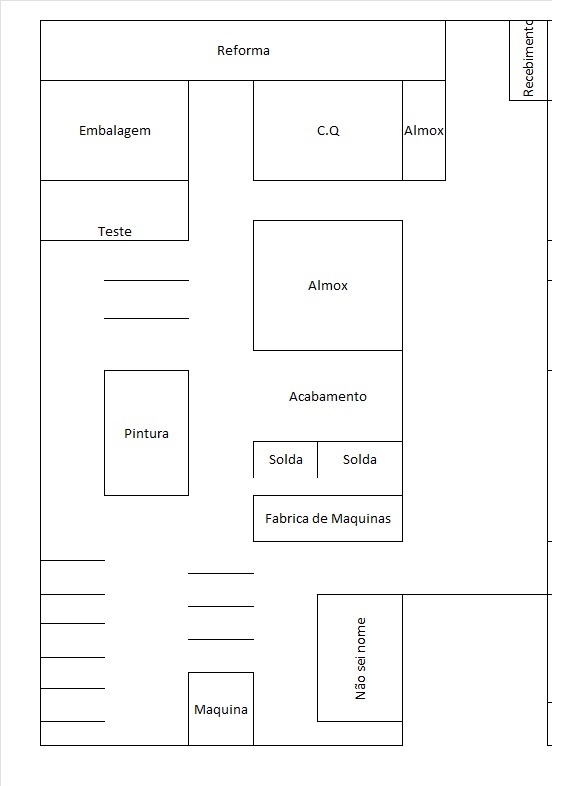 Reforma
Recebimento
Embalagem
C.Q
Almox
Teste
Almox
Acabamento
Pintura
Solda
Solda
Fabrica de Maquinas
Não sei nome
Maquina